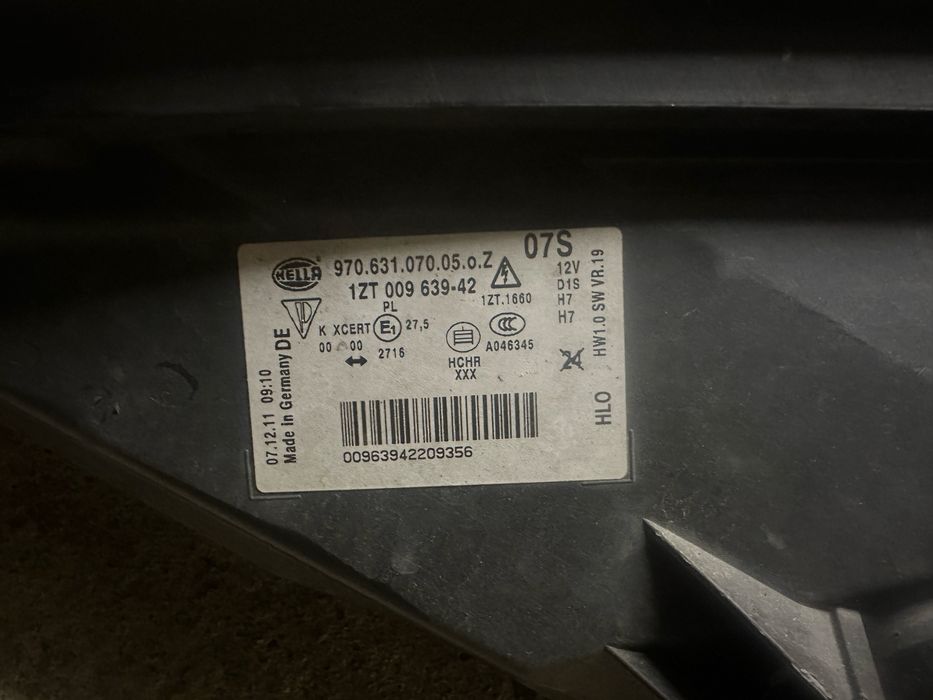 HELLA
970.631.070.05.o.Z
07S
1ZT 009 639-42
1ZT.1660
12V
D1S
H7
H7
HW1.0 SW VR.19
PL
K XCERT E1 27,5
00 00
2716
HCHR
XXX
CCC
A046345
24
HLO
07.12.11 09:10
Made in Germany DE
00963942209356